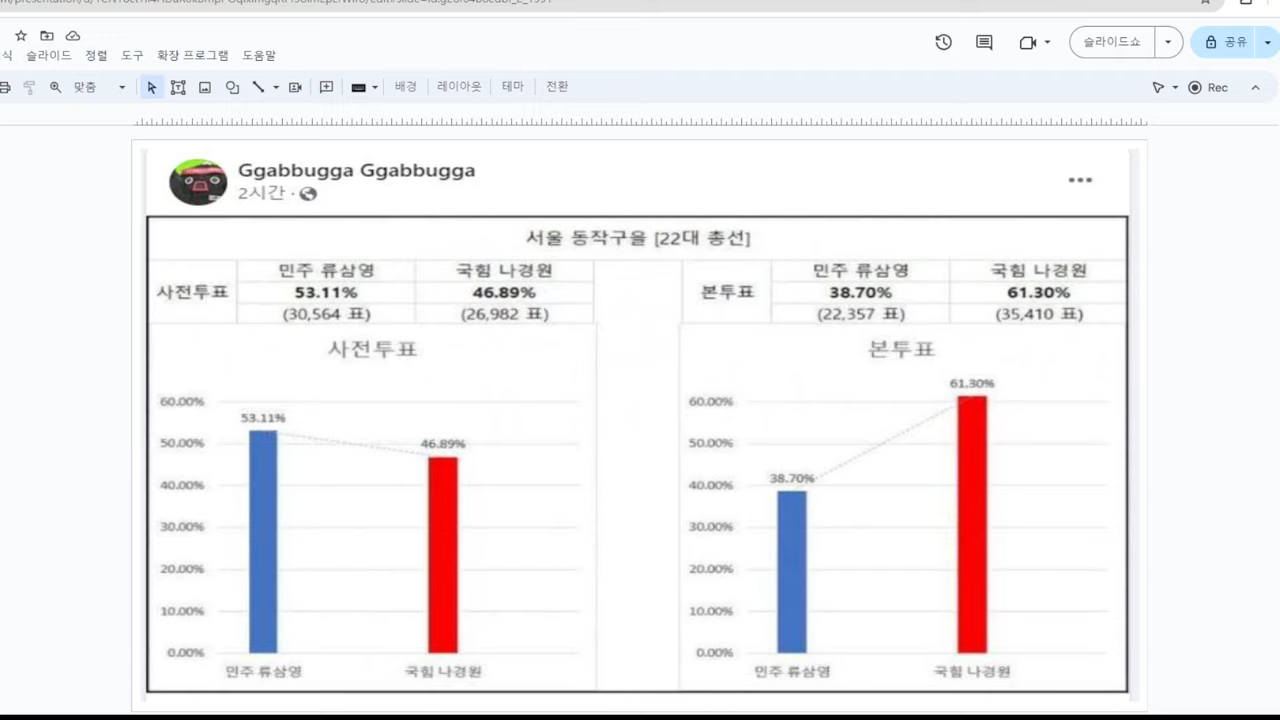 식 슬라이드 정렬 도구 확장 프로그램 도움말
슬라이드쇼
공유
맞춤
배경 레이아웃 테마 전환
Rec
Ggabbugga Ggabbugga
2시간 ·
서울 동작구을 [22대 총선]
사전투표
민주 류삼영 국힘 나경원
53.11% 46.89%
(30,564 표) (26,982 표)
본투표
민주 류삼영 국힘 나경원
38.70% 61.30%
(22,357 표) (35,410 표)
사전투표
60.00%
50.00%
40.00%
30.00%
20.00%
10.00%
0.00%
53.11%
46.89%
민주 류삼영 국힘 나경원
본투표
60.00%
50.00%
40.00%
30.00%
20.00%
10.00%
0.00%
38.70%
61.30%
민주 류삼영 국힘 나경원